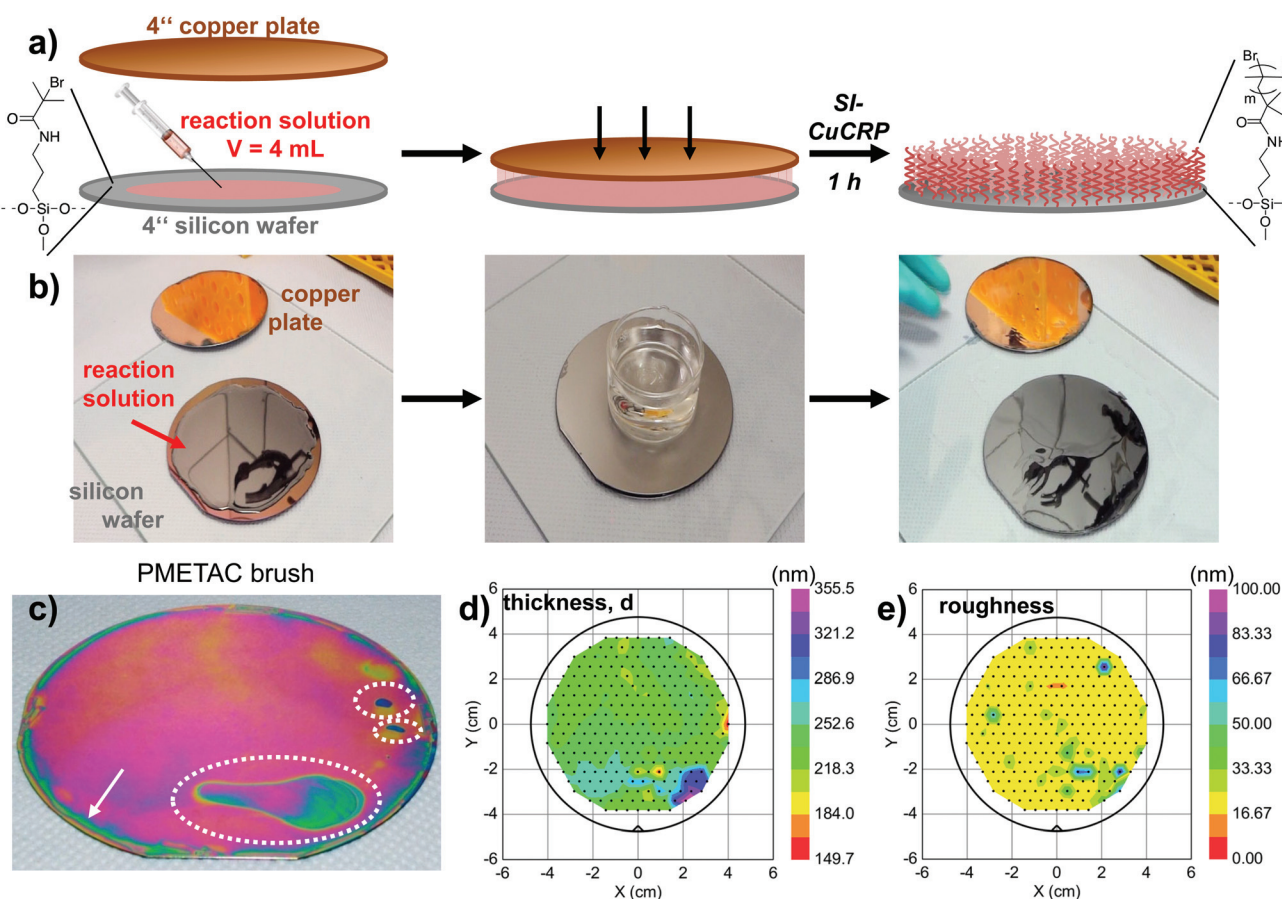 a)
4‘‘ copper plate
Br
O
NH
reaction solution
V = 4 mL
O
Si
O
O
4‘‘ silicon wafer
SI-
CuCRP
1 h
Br
m
O
NH
O
Si
O
O
b)
copper
plate
reaction
solution
silicon
wafer
PMETAC brush
c)
d)
thickness, d
(nm)
355.5
321.2
286.9
252.6
218.3
184.0
149.7
6
4
2
0
-2
-4
-6
Y (cm)
-6 -4 -2 0 2 4 6
X (cm)
e)
roughness
(nm)
100.00
83.33
66.67
50.00
33.33
16.67
0.00
6
4
2
0
-2
-4
-6
Y (cm)
-6 -4 -2 0 2 4 6
X (cm)